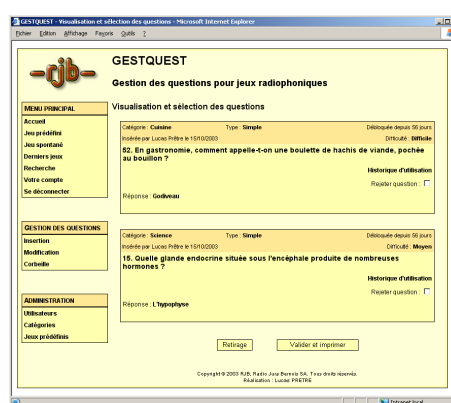 GESTQUEST - Visualisation et sélection des questions - Microsoft Internet Explorer
Fichier Edition Affichage Favoris Outils ?
-rjb-
GESTQUEST
Gestion des questions pour jeux radiophoniques
MENU PRINCIPAL
Accueil
Jeu prédéfini
Jeu spontané
Derniers jeux
Recherche
Votre compte
Se déconnecter
GESTION DES QUESTIONS
Insertion
Modification
Corbeille
ADMINISTRATION
Utilisateurs
Catégories
Jeux prédéfinis
Visualisation et sélection des questions
Catégorie : Cuisine Type : Simple Débloquée depuis 56 jours
Insérée par Lucas Prêtre le 15/10/2003 Difficulté : Difficile
52. En gastronomie, comment appelle-t-on une boulette de hachis de viande, pochée
au bouillon ?
Historique d'utilisation
Rejeter question :
Réponse : Godiveau
Catégorie : Science Type : Simple Débloquée depuis 56 jours
Insérée par Lucas Prêtre le 15/10/2003 Difficulté : Moyen
15. Quelle glande endocrine située sous l'encéphale produite de nombreuses
hormones ?
Historique d'utilisation
Rejeter question :
Réponse : L'hypophyse
Retirage Valider et imprimer
Copyright © 2003 RJB, Radio Jura Bernois SA. Tous droits réservés.
Réalisation : Lucas PRETRE
Intranet local